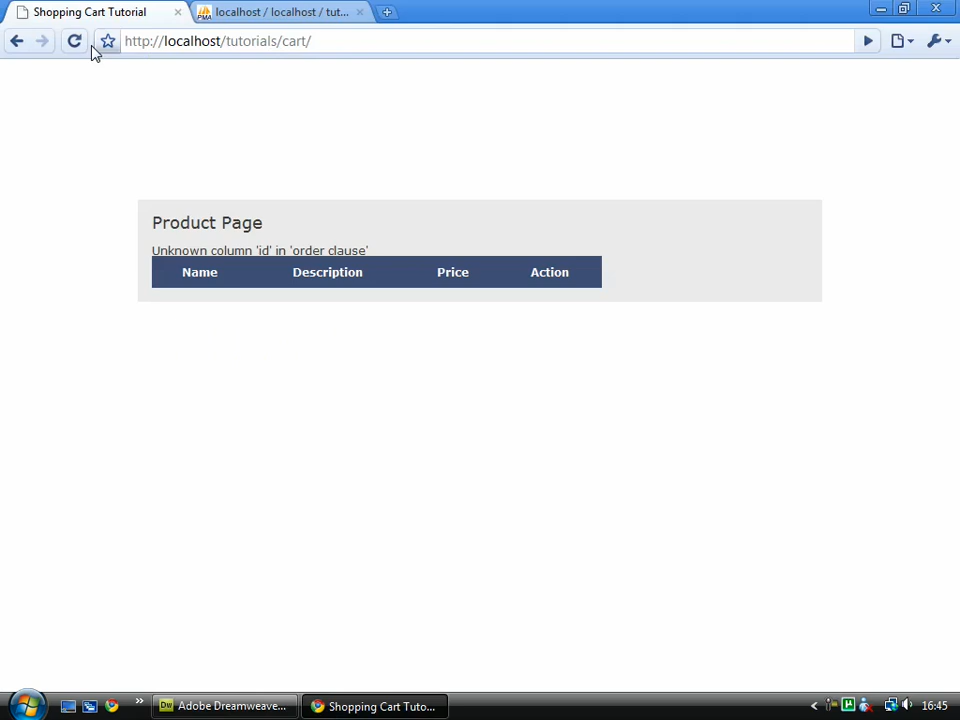 Shopping Cart Tutorial
localhost / localhost / tut...
http://localhost/tutorials/cart/
Product Page
Unknown column 'id' in 'order clause'
Name Description Price Action
Adobe Dreamweave...
Shopping Cart Tuto...
16:45